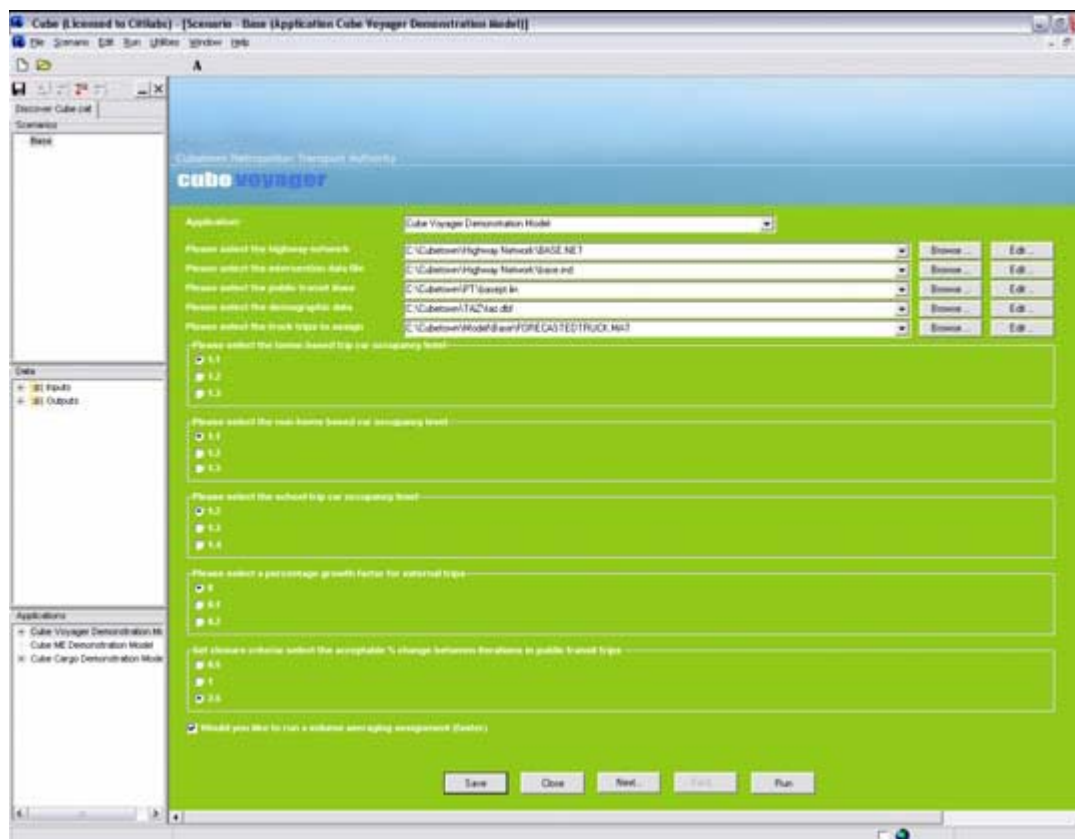 Cube (Licensed to Citilabs) - [Scenario - Base (Application Cube Voyager Demonstration Model)]
File Scenario Edit Run Utilities Window Help
A
Discover Cube.cat
Scenarios
Base
Cubetown Metropolitan Transport Authority
cube voyager
Application: Cube Voyager Demonstration Model
Please select the highway network C:\Cubetown\Highway Network\BASE.NET Browse ... Edit ...
Please select the intersection data file C:\Cubetown\Highway Network\base.ind Browse ... Edit ...
Please select the public transit lines C:\Cubetown\PT\basept.lin Browse ... Edit ...
Please select the demographic data C:\Cubetown\TAZ\taz.dbf Browse ... Edit ...
Please select the truck trips to assign C:\Cubetown\Model\Base\FORECASTEDTRUCK.MAT Browse ... Edit ...
Please select the home based trip car occupancy level
1.1
1.2
1.3
Data
Inputs
Outputs
Please select the non-home based car occupancy level
1.1
1.2
1.3
Please select the school trip car occupancy level
1.2
1.3
1.4
Please select a percentage growth factor for external trips
0
0.1
0.2
Applications
Cube Voyager Demonstration Mo
Cube ME Demonstration Model
Cube Cargo Demonstration Mode
Set closure criteria select the acceptable % change between iterations in public transit trips
0.5
1
2.5
Would you like to run a volume averaging assignment (faster)
Save Close Next... Run